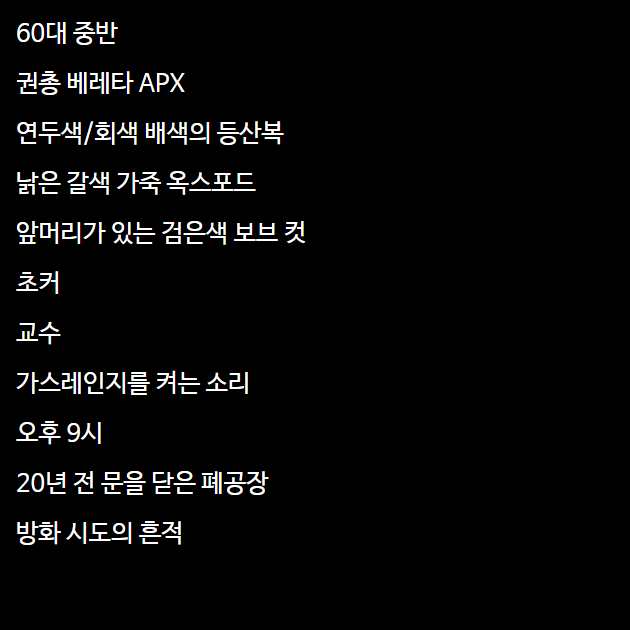 60대 중반
권총 베레타 APX
연두색/회색 배색의 등산복
낡은 갈색 가죽 옥스포드
앞머리가 있는 검은색 보브 컷
초커
교수
가스레인지를 켜는 소리
오후 9시
20년 전 문을 닫은 폐공장
방화 시도의 흔적